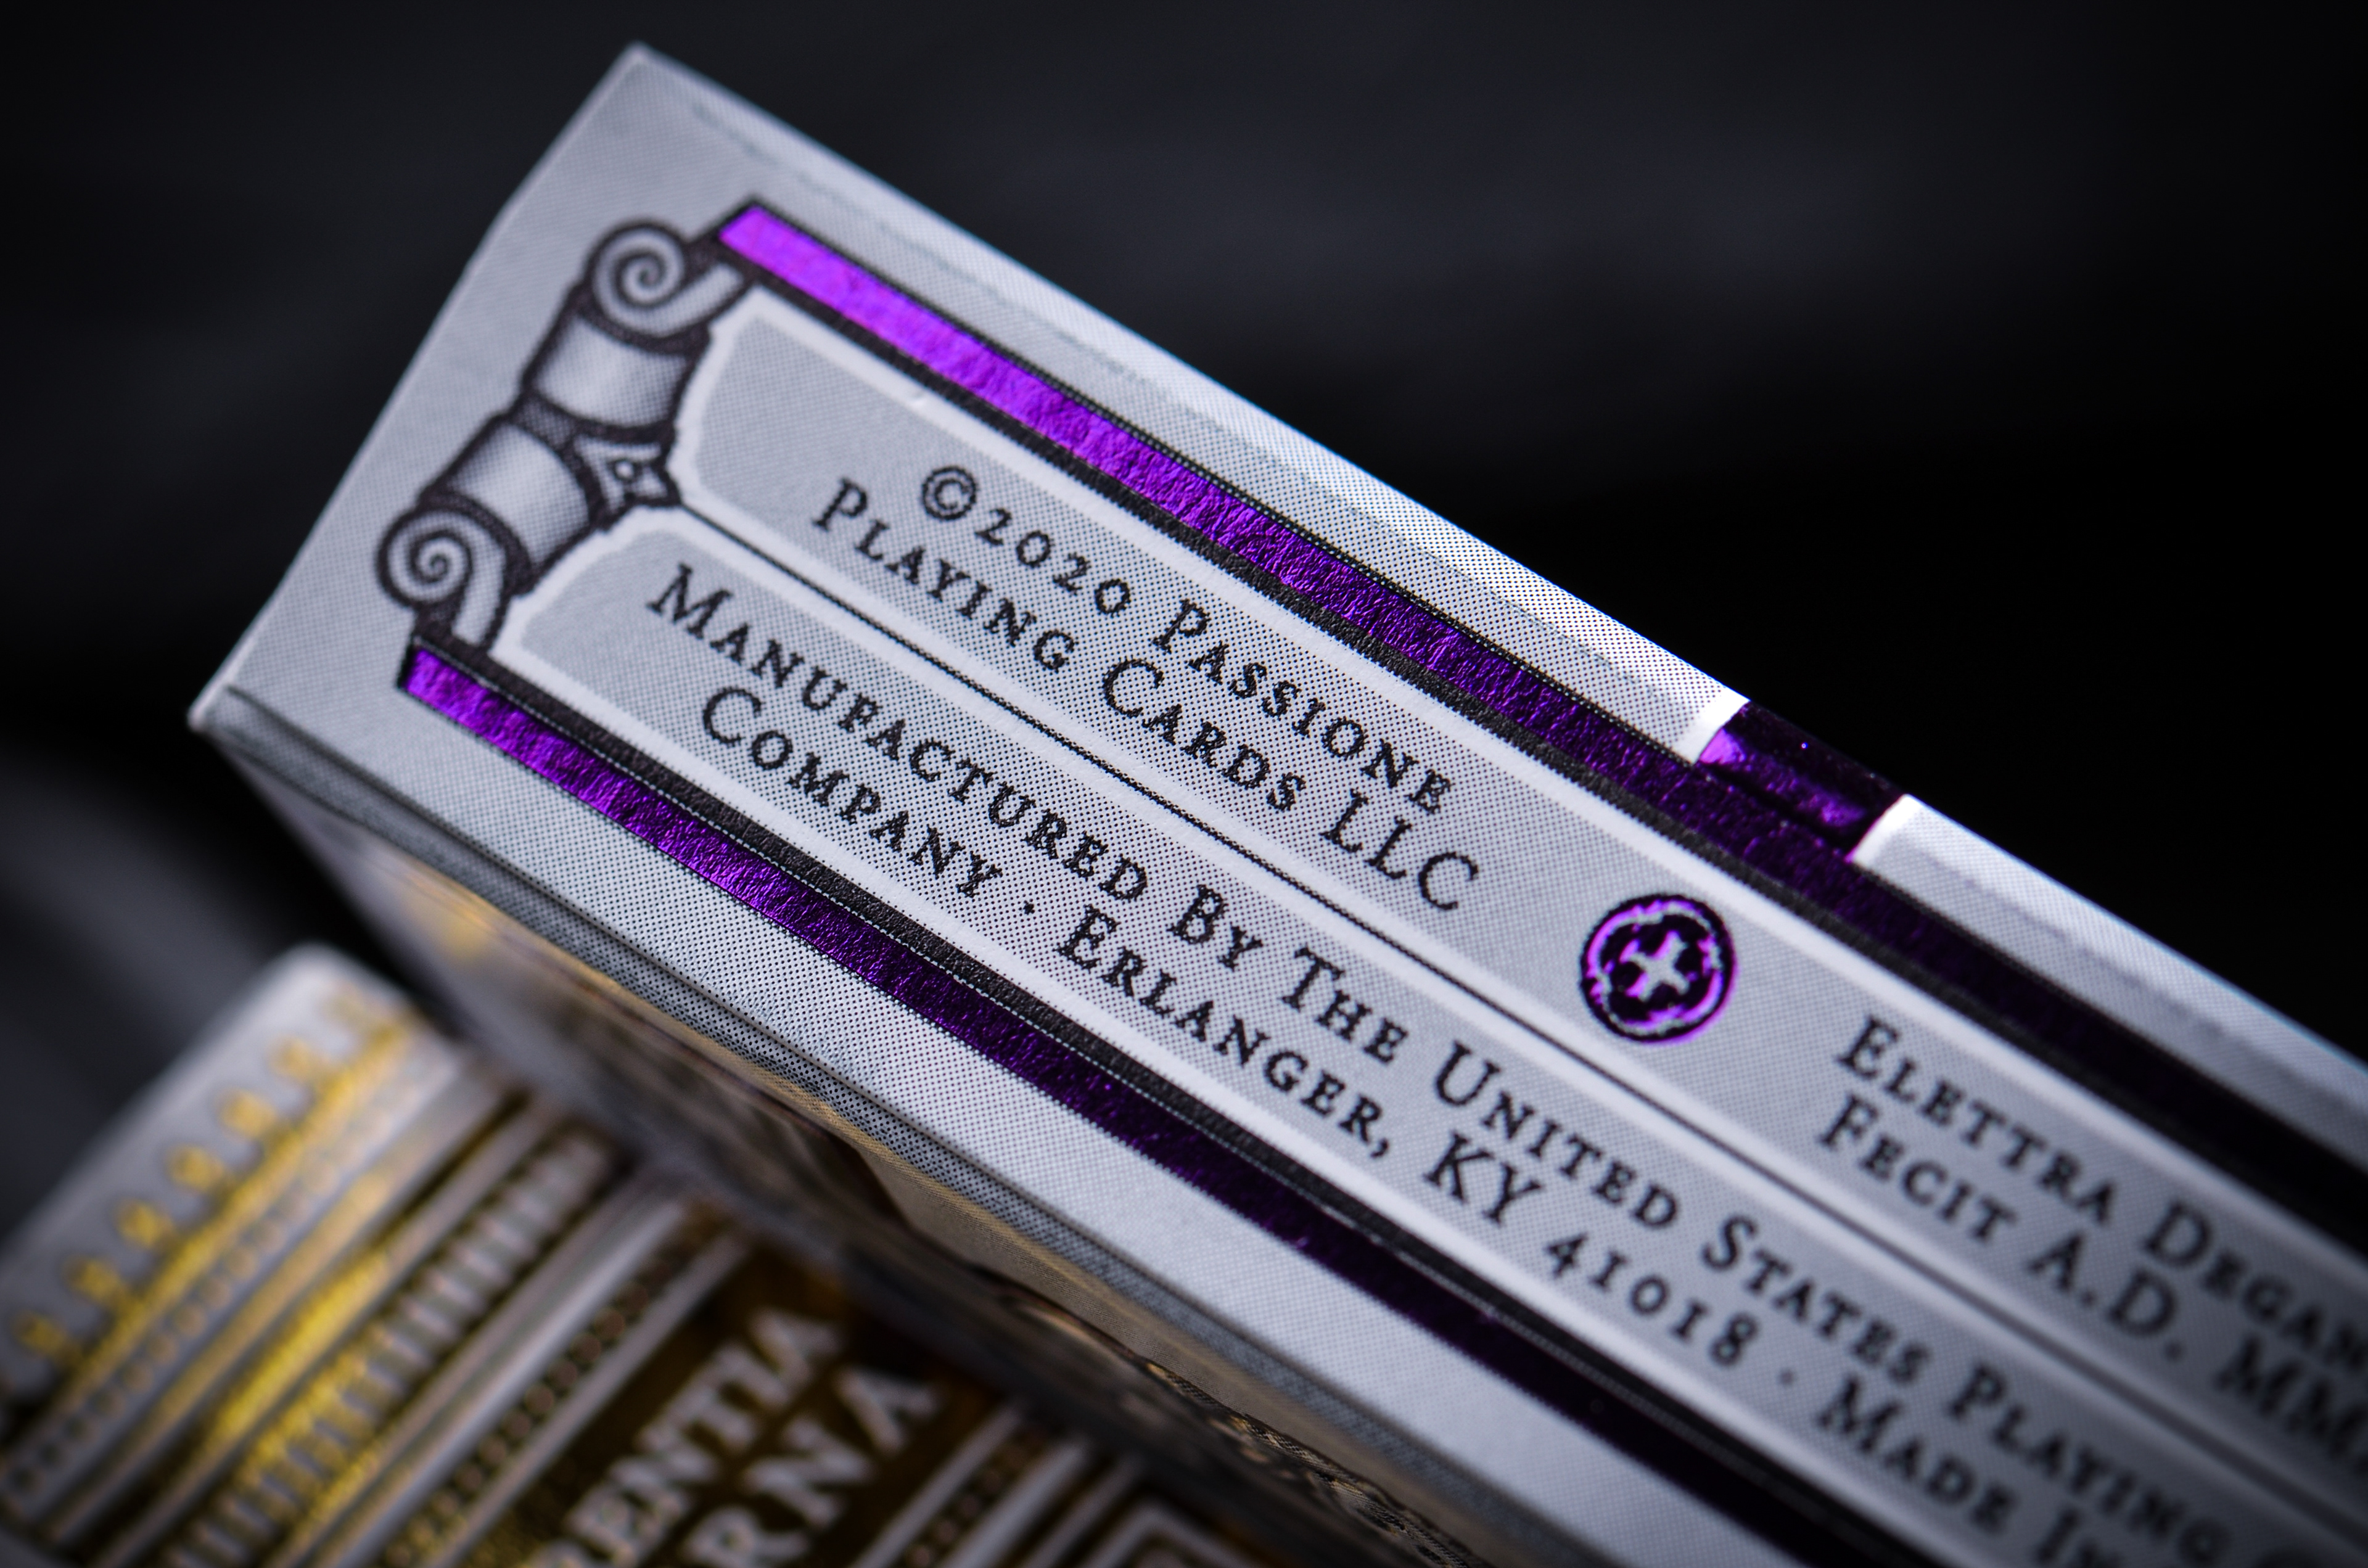 ©2020 Passione
Playing Cards LLC
Elettra Degan
Fecit A.D.
Manufactured By The United States Playing
Company · Erlanger, KY 41018 · Made In